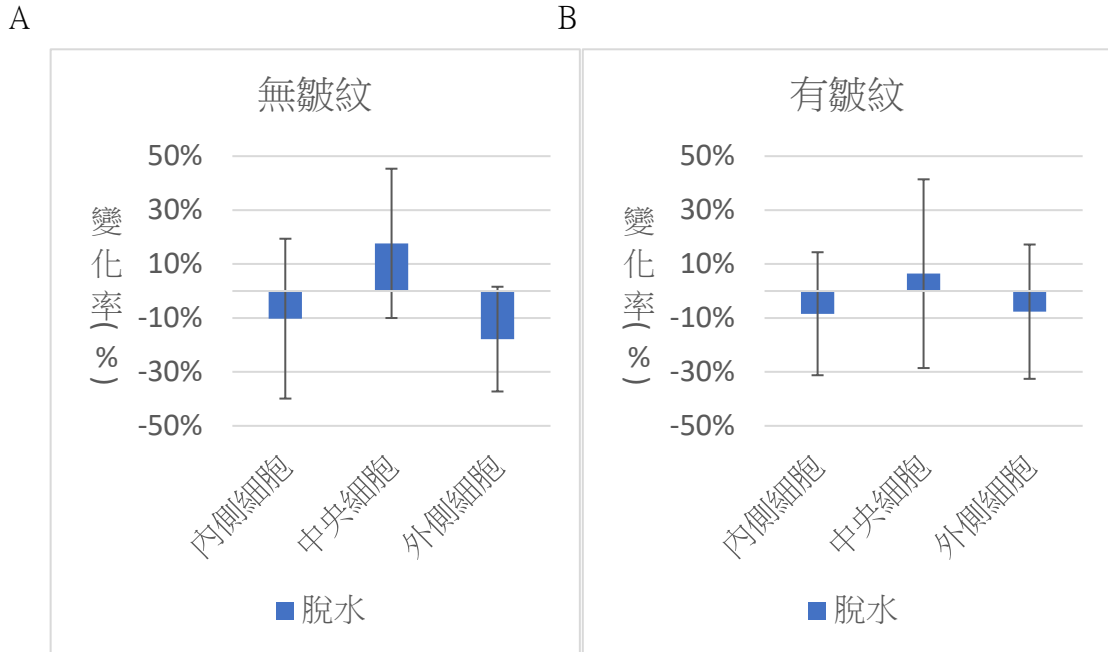 A
B
無皺紋
50%
30%
10%
-10%
-30%
-50%
變化率(%)
內側細胞
中央細胞
外側細胞
脫水
有皺紋
50%
30%
10%
-10%
-30%
-50%
變化率(%)
內側細胞
中央細胞
外側細胞
脫水